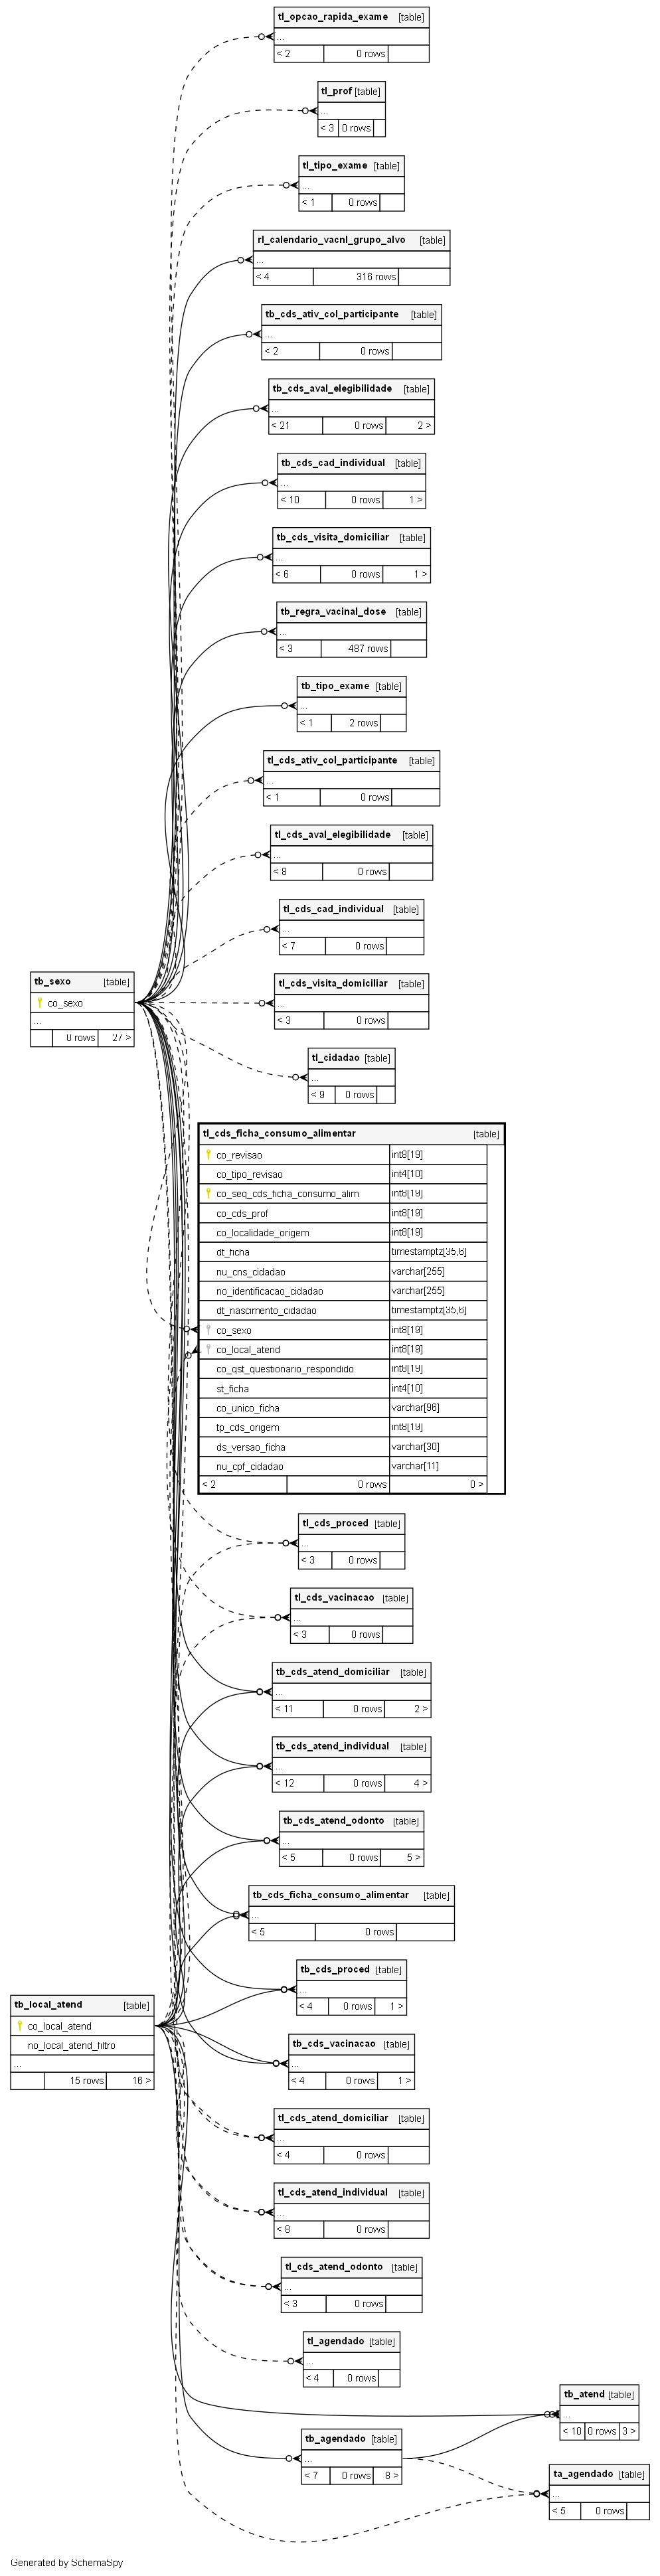 tl_opcao_rapida_exame [table]
...
< 2 0 rows
tl_prof [table]
...
< 3 0 rows
tl_tipo_exame [table]
...
< 1 0 rows
rl_calendario_vacnl_grupo_alvo [table]
...
< 4 316 rows
tb_cds_ativ_col_participante [table]
...
< 2 0 rows
tb_cds_aval_elegibilidade [table]
...
< 21 0 rows 2 >
tb_cds_cad_individual [table]
...
< 10 0 rows 1 >
tb_cds_visita_domiciliar [table]
...
< 6 0 rows 1 >
tb_regra_vacinal_dose [table]
...
< 3 487 rows
tb_tipo_exame [table]
...
< 1 2 rows
tl_cds_ativ_col_participante [table]
...
< 1 0 rows
tl_cds_aval_elegibilidade [table]
...
< 8 0 rows
tl_cds_cad_individual [table]
...
< 7 0 rows
tb_sexo [table]
co_sexo
...
0 rows 27 >
tl_cds_visita_domiciliar [table]
...
< 3 0 rows
tl_cidadao [table]
...
< 9 0 rows
tl_cds_ficha_consumo_alimentar [table]
co_revisao int8[19]
co_tipo_revisao int4[10]
co_seq_cds_ficha_consumo_alim int8[19]
co_cds_prof int8[19]
co_localidade_origem int8[19]
dt_ficha timestamptz[35,6]
nu_cns_cidadao varchar[255]
no_identificacao_cidadao varchar[255]
dt_nascimento_cidadao timestamptz[35,6]
co_sexo int8[19]
co_local_atend int8[19]
co_qst_questionario_respondido int8[19]
st_ficha int4[10]
co_unico_ficha varchar[96]
tp_cds_origem int8[19]
ds_versao_ficha varchar[30]
nu_cpf_cidadao varchar[11]
< 2 0 rows 0 >
tl_cds_proced [table]
...
< 3 0 rows
tl_cds_vacinacao [table]
...
< 3 0 rows
tb_cds_atend_domiciliar [table]
...
< 11 0 rows 2 >
tb_cds_atend_individual [table]
...
< 12 0 rows 4 >
tb_cds_atend_odonto [table]
...
< 5 0 rows 5 >
tb_cds_ficha_consumo_alimentar [table]
...
< 5 0 rows
tb_cds_proced [table]
...
< 4 0 rows 1 >
tb_local_atend [table]
co_local_atend
no_local_atend_filtro
...
15 rows 16 >
tb_cds_vacinacao [table]
...
< 4 0 rows 1 >
tl_cds_atend_domiciliar [table]
...
< 4 0 rows
tl_cds_atend_individual [table]
...
< 8 0 rows
tl_cds_atend_odonto [table]
...
< 3 0 rows
tl_agendado [table]
...
< 4 0 rows
tb_atend [table]
...
< 10 0 rows 3 >
tb_agendado [table]
...
< 7 0 rows 8 >
ta_agendado [table]
...
< 5 0 rows
Generated by SchemaSpy